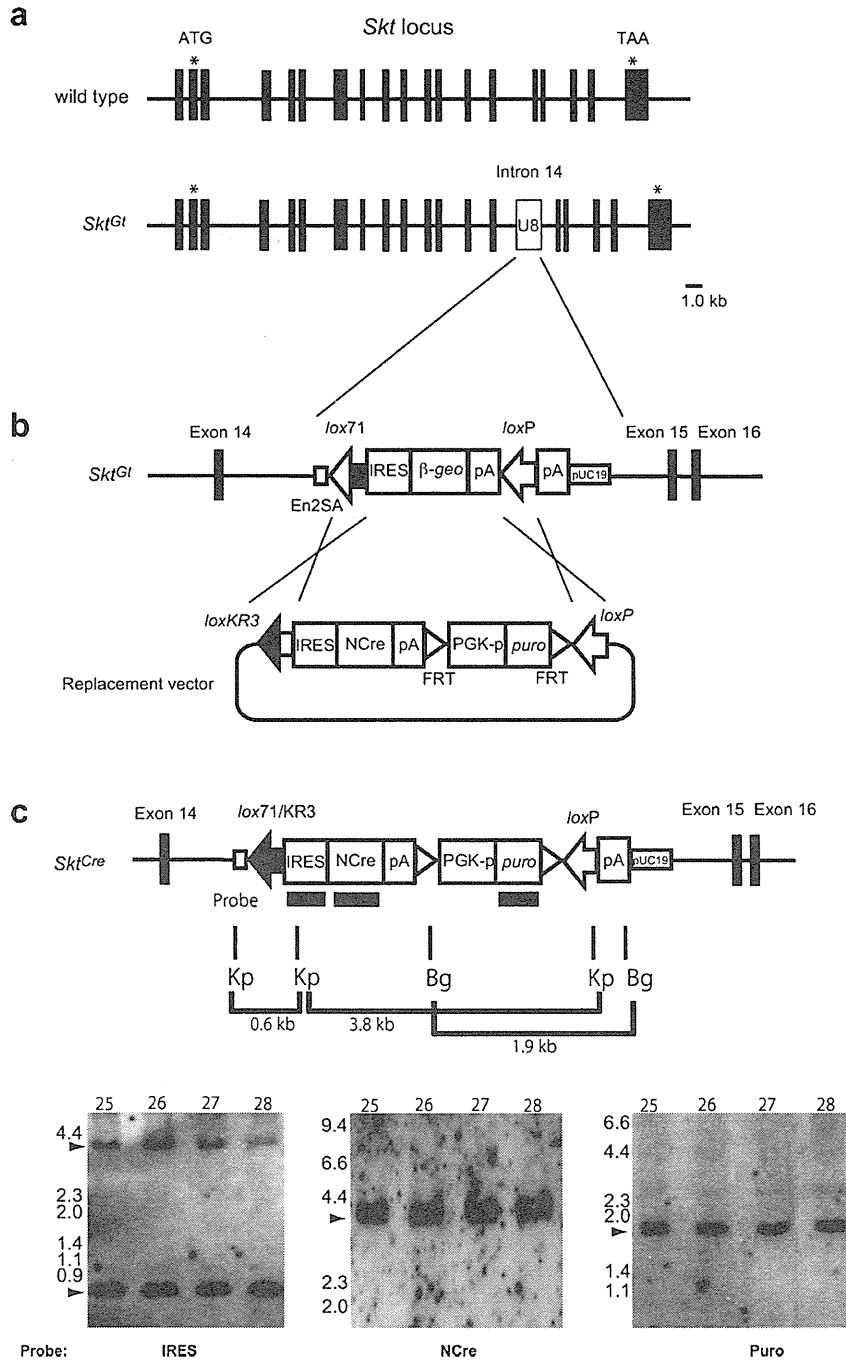 a
Skt locus
ATG
TAA
*
*
wild type
Intron 14
*
*
SktGt
U8
1.0 kb
b
lox71
loxP
Exon 14
Exon 15
Exon 16
SktGt
IRES
β-geo
pA
pA
pUC19
En2SA
loxKR3
loxP
IRES
NCre
pA
PGK-p
puro
FRT
FRT
Replacement vector
c
lox71/KR3
loxP
Exon 14
Exon 15
Exon 16
SktCre
IRES
NCre
pA
PGK-p
puro
pA
pUC19
Probe
Kp
Kp
Bg
Kp
Bg
0.6 kb
3.8 kb
1.9 kb
25 26 27 28
4.4
2.3
2.0
1.4
1.1
0.9
25 26 27 28
9.4
6.6
4.4
2.3
2.0
25 26 27 28
6.6
4.4
2.3
2.0
1.4
1.1
Probe: IRES NCre Puro